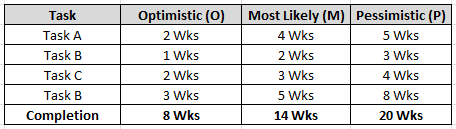 Task Optimistic (O) Most Likely (M) Pessimistic (P)
Task A 2 Wks 4 Wks 5 Wks
Task B 1 Wks 2 Wks 3 Wks
Task C 2 Wks 3 Wks 4 Wks
Task B 3 Wks 5 Wks 8 Wks
Completion 8 Wks 14 Wks 20 Wks